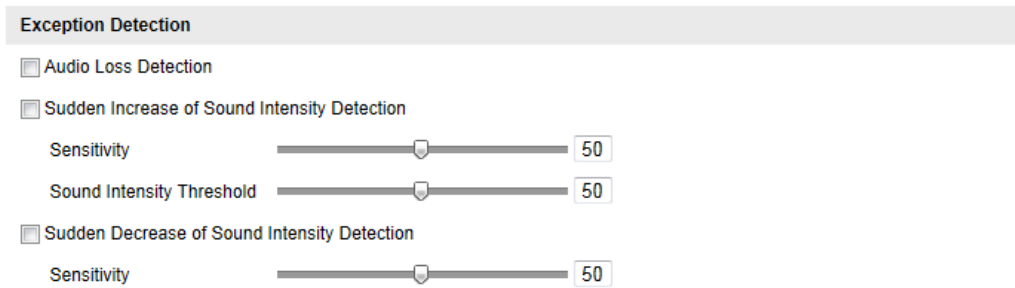 Exception Detection
Audio Loss Detection
Sudden Increase of Sound Intensity Detection
Sensitivity 50
Sound Intensity Threshold 50
Sudden Decrease of Sound Intensity Detection
Sensitivity 50